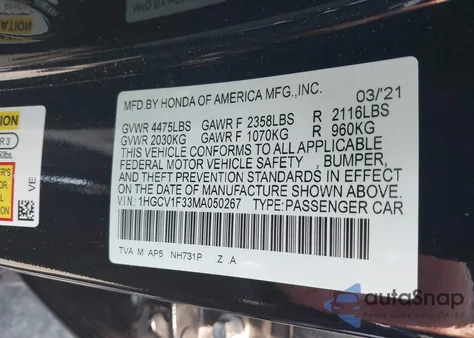 MFD.BY HONDA OF AMERICA MFG.,INC. 03/'21
GVWR 4475LBS GAWR F 2358LBS R 2116LBS
GVWR 2030KG GAWR F 1070KG R 960KG
THIS VEHICLE CONFORMS TO ALL APPLICABLE
FEDERAL MOTOR VEHICLE SAFETY , BUMPER,
AND THEFT PREVENTION STANDARDS IN EFFECT
ON THE DATE OF MANUFACTURE SHOWN ABOVE.
V I N : 1HGCV1F33MA050267 TYPE:PASSENGER CAR
TVA M AP5 NH731P .Z .A
VE
autoSnap